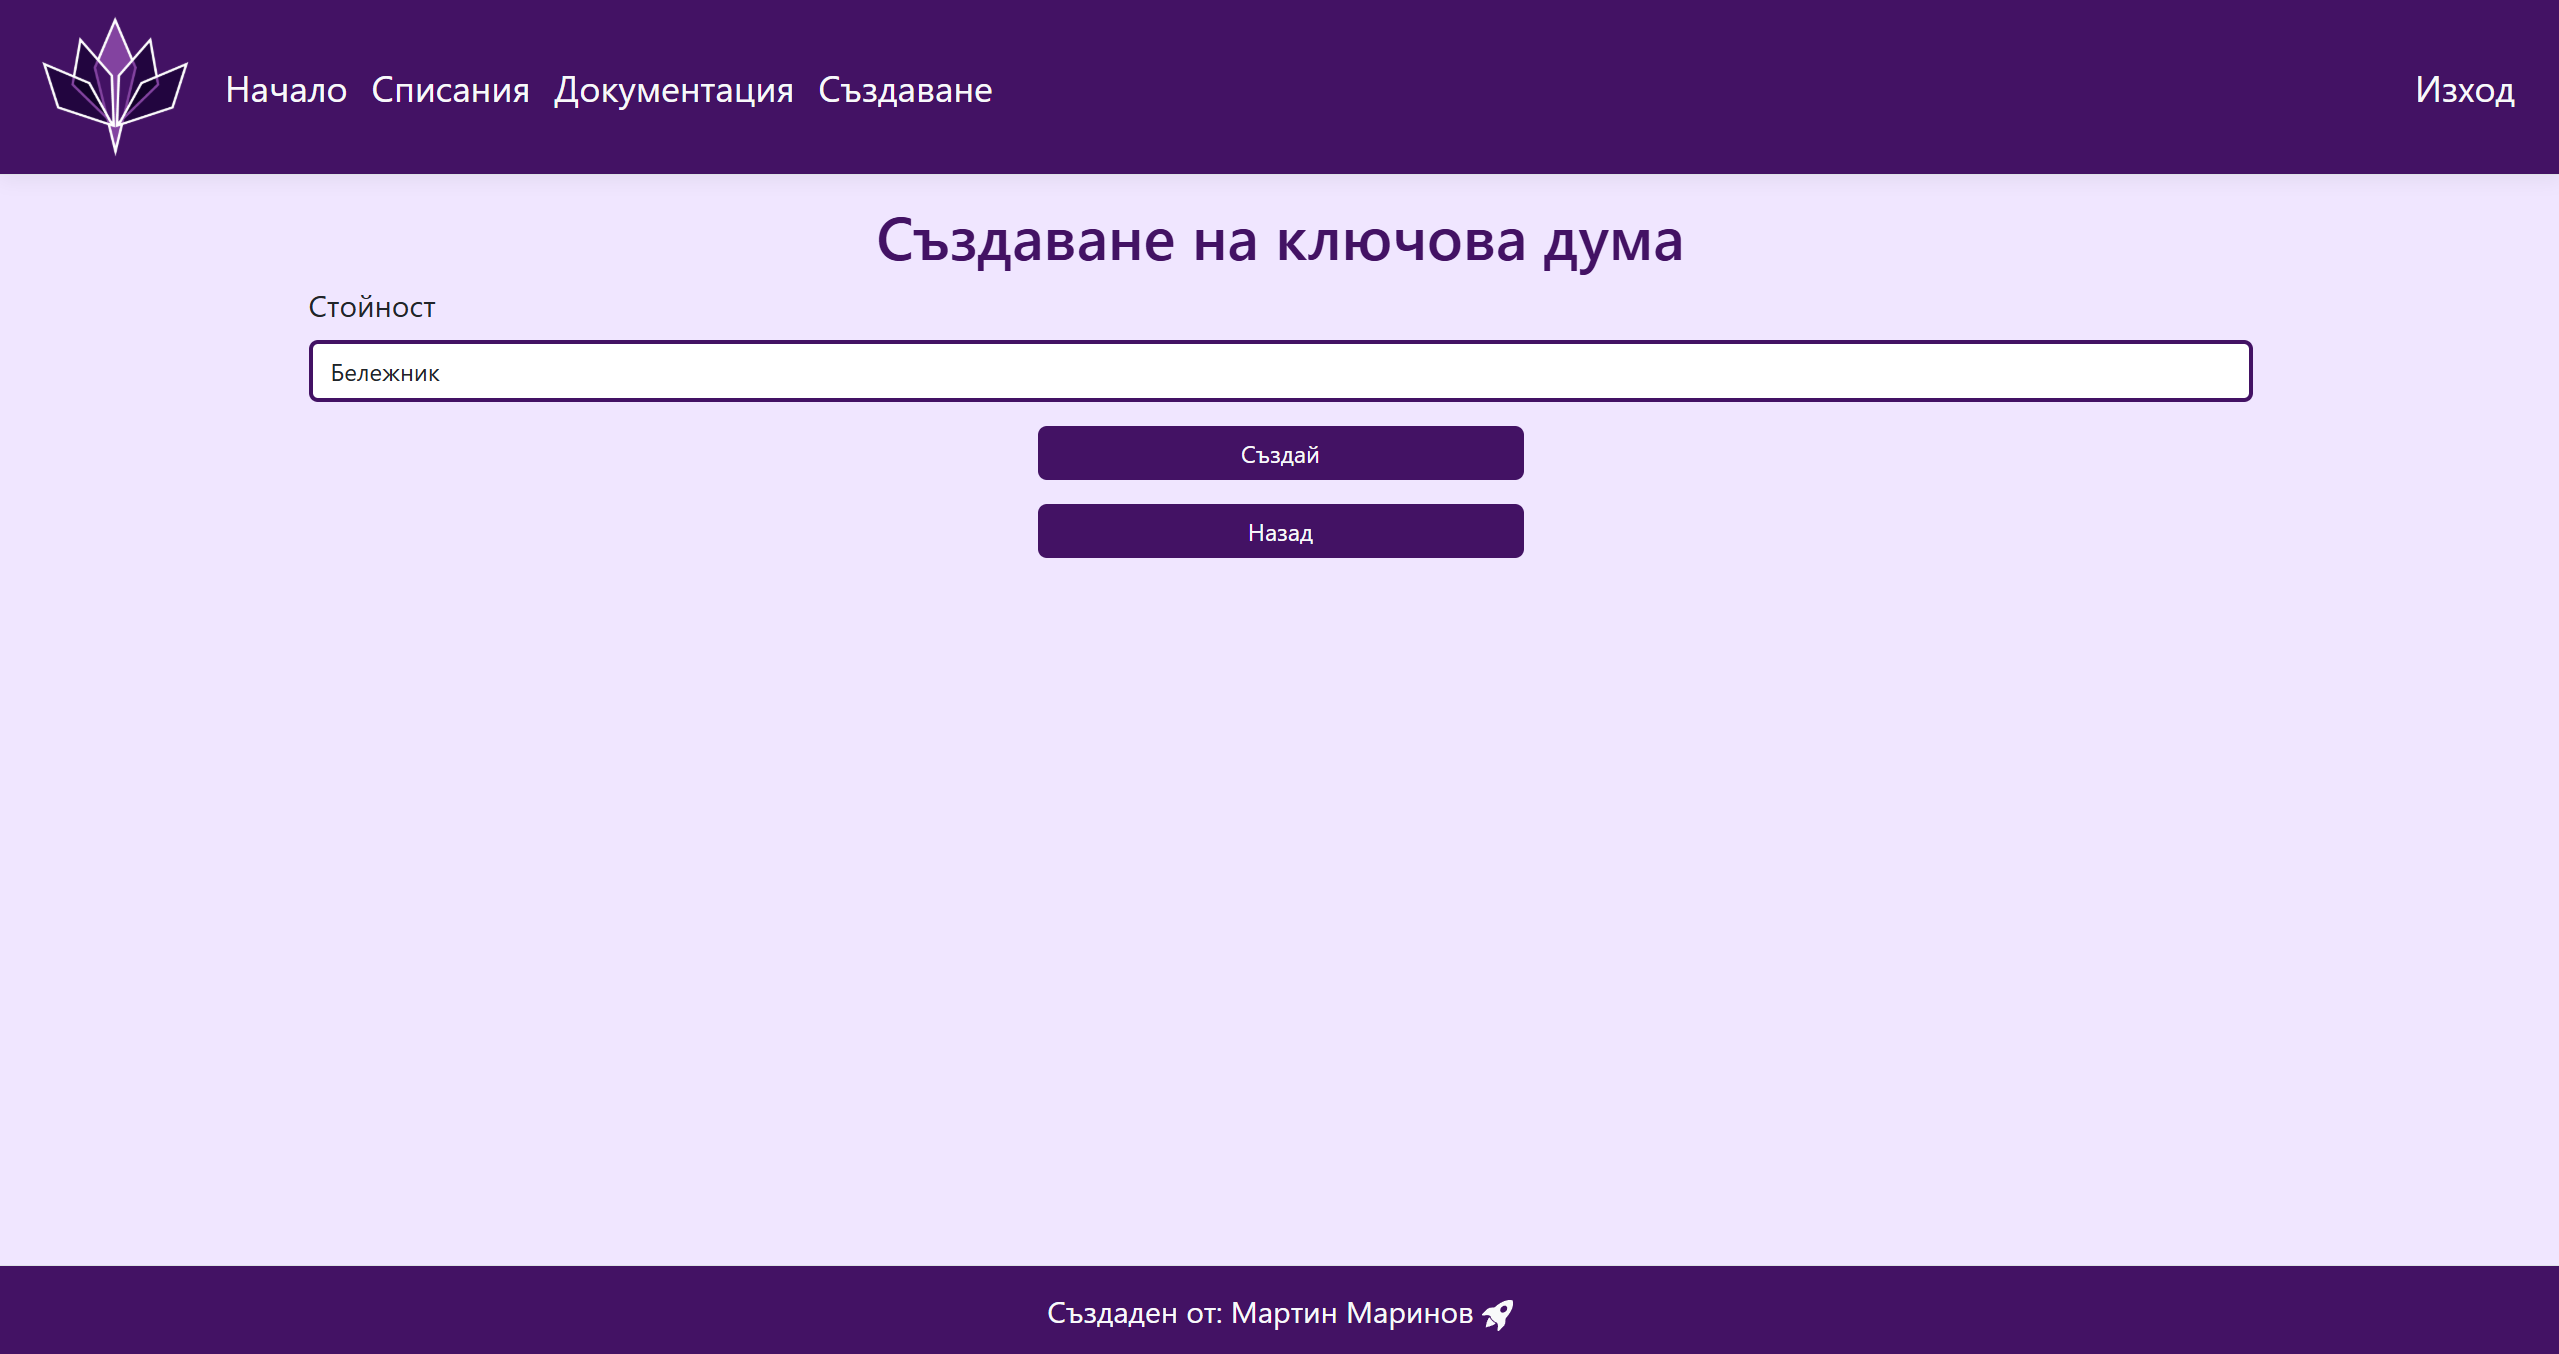 Начало Списания Документация Създаване Изход
Създаване на ключова дума
Стойност
Бележник
Създай
Назад
Създаден от: Мартин Маринов